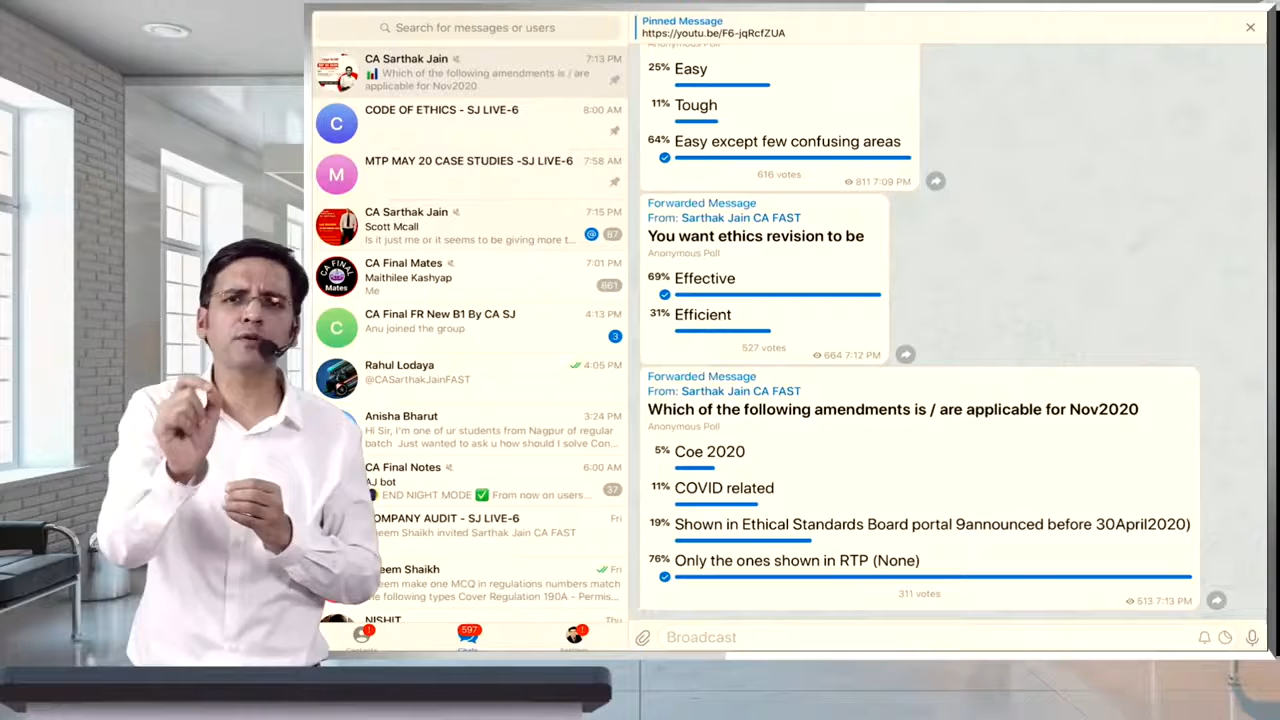 Search for messages or users
CA Sarthak Jain
7:13 PM
Which of the following amendments is / are
applicable for Nov2020
C
CODE OF ETHICS - SJ LIVE-6
8:00 AM
M
MTP MAY 20 CASE STUDIES -SJ LIVE-6
7:58 AM
CA Sarthak Jain
7:15 PM
Scott Mcall
Is it just me or it seems to be giving more t...
@
87
CA FINAL
Mates
CA Final Mates
7:01 PM
Maithilee Kashyap
Me
861
C
CA Final FR New B1 By CA SJ
4:13 PM
Anu joined the group
3
Rahul Lodaya
4:05 PM
@CASarthakJainFAST
Anisha Bharut
3:24 PM
Hi Sir, I'm one of ur students from Nagpur of regular
batch Just wanted to ask u how should I solve Con...
CA Final Notes
6:00 AM
AJ bot
END NIGHT MODE ✅ From now on users...
37
OMPANY AUDIT - SJ LIVE-6
Fri
eem Shaikh invited Sarthak Jain CA FAST
eem Shaikh
Fri
eem make one MCQ in regulations numbers match
he following types Cover Regulation 190A - Permis...
NISHIT
Thu
1
597
1
Chats
Pinned Message
https://youtu.be/F6-jqRcfZUA
Anonymous Poll
25% Easy
11% Tough
64% Easy except few confusing areas
616 votes
811 7:09 PM
Forwarded Message
From: Sarthak Jain CA FAST
You want ethics revision to be
Anonymous Poll
69% Effective
31% Efficient
527 votes
664 7:12 PM
Forwarded Message
From: Sarthak Jain CA FAST
Which of the following amendments is / are applicable for Nov2020
Anonymous Poll
5% Coe 2020
11% COVID related
19% Shown in Ethical Standards Board portal 9announced before 30April2020)
76% Only the ones shown in RTP (None)
311 votes
513 7:13 PM
Broadcast